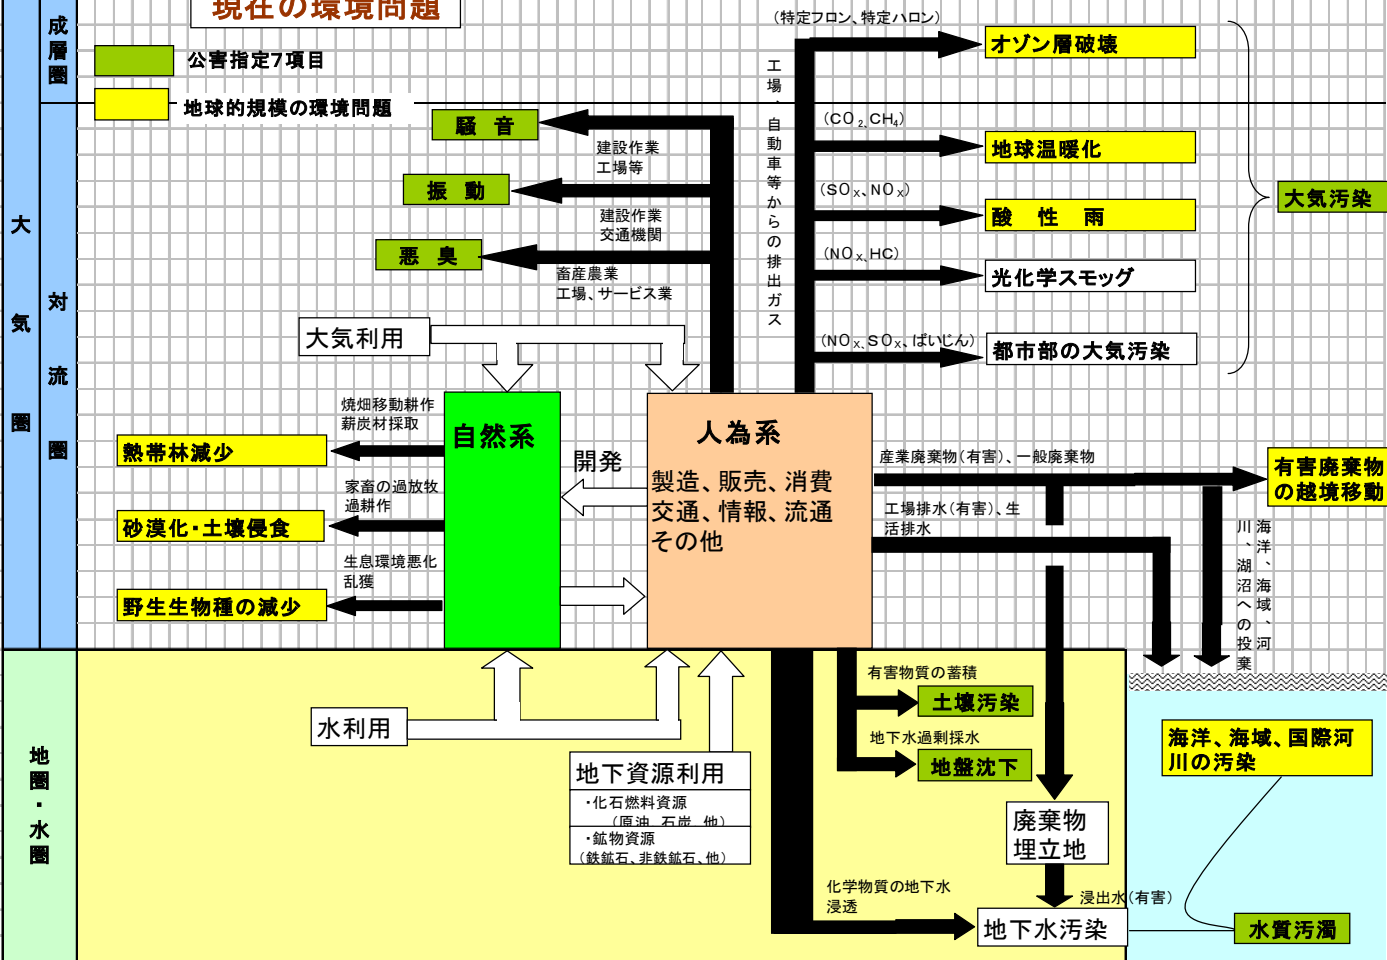 現在の環境問題
成層圏
公害指定7項目
地球的規模の環境問題
大気圏
対流圏
地圏・水圏
騒 音
建設作業
工場等
振 動
建設作業
交通機関
悪 臭
畜産農業
工場、サービス業
工場、自動車等からの排出ガス
(特定フロン、特定ハロン)
オゾン層破壊
(CO₂,CH₄)
地球温暖化
(SOx、NOx)
酸 性 雨
(NOx,HC)
光化学スモッグ
(NOx,SOx、ばいじん)
都市部の大気汚染
大気汚染
大気利用
焼畑移動耕作
薪炭材採取
熱帯林減少
家畜の過放牧
過耕作
砂漠化・土壌侵食
生息環境悪化
乱獲
野生生物種の減少
自然系
開発
人為系
製造、販売、消費
交通、情報、流通
その他
産業廃棄物(有害)、一般廃棄物
有害廃棄物
の越境移動
工場排水(有害)、生
活排水
海洋、海域、河
川、湖沼への投棄
水利用
地下資源利用
・化石燃料資源
(原油、石炭、他)
・鉱物資源
(鉄鉱石、非鉄鉱石、他)
有害物質の蓄積
土壌汚染
地下水過剰採水
地盤沈下
廃棄物
埋立地
化学物質の地下水
浸透
浸出水(有害)
地下水汚染
海洋、海域、国際河
川の汚染
水質汚濁